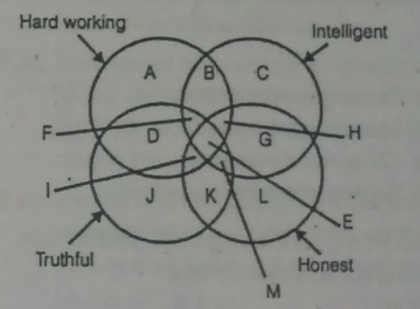 Hard working
Intelligent
A B C
F D G H
I J K L
E
Truthful
Honest
M